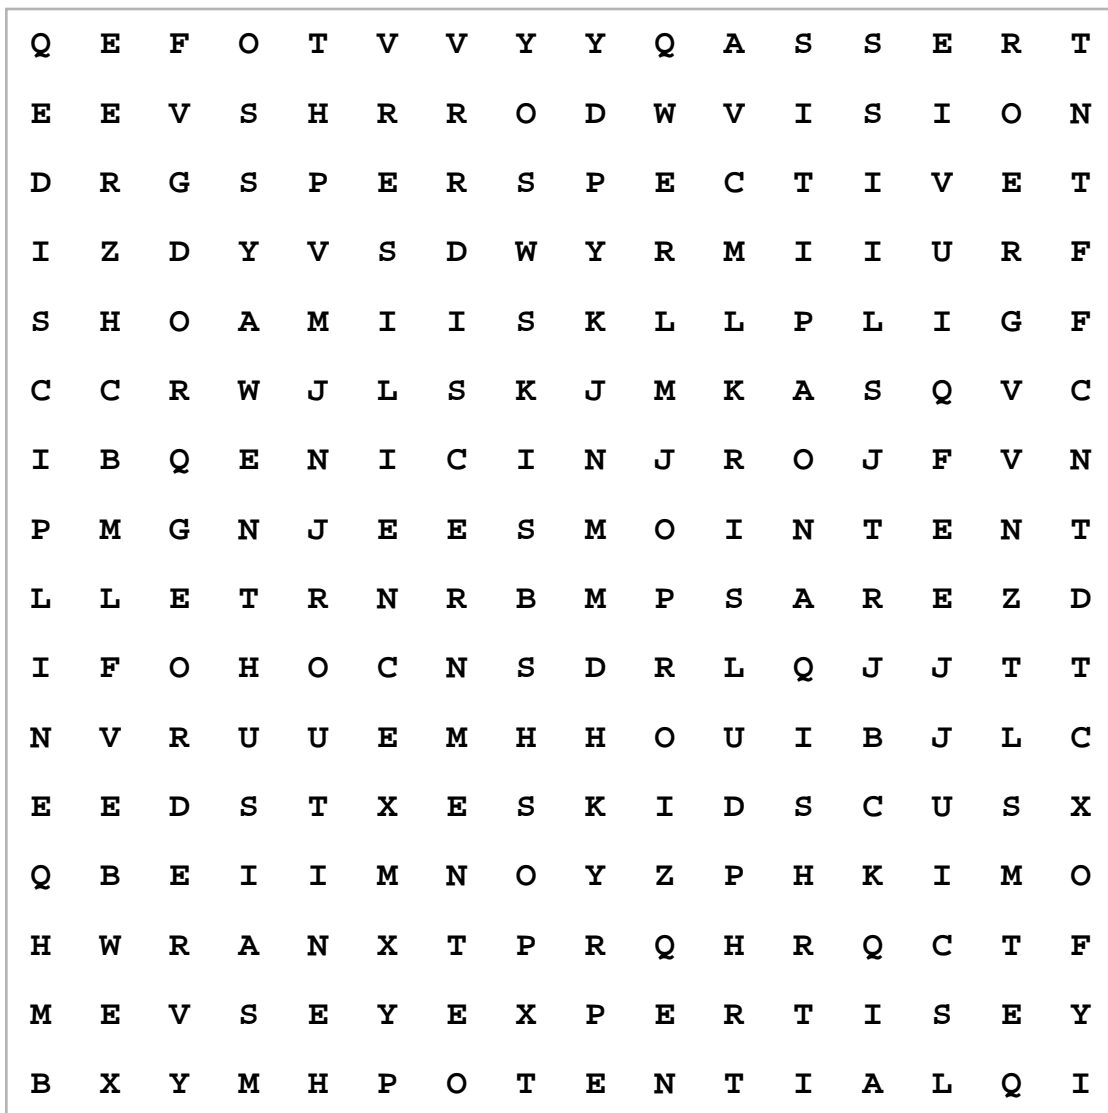 Q E F O T V V Y Y Q A S S E R T
E E V S H R R O D W V I S I O N
D R G S P E R S P E C T I V E T
I Z D Y V S D W Y R M I I U R F
S H O A M I I S K L L P L I G F
C C R W J L S K J M K A S Q V C
I B Q E N I C I N J R O J F V N
P M G N J E E S M O I N T E N T
L L E T R N R B M P S A R E Z D
I F O H O C N S D R L Q J J T T
N V R U U E M H H O U I B J L C
E E D S T X E S K I D S C U S X
Q B E I I M N O Y Z P H K I M O
H W R A N X T P R Q H R Q C T F
M E V S E Y E X P E R T I S E Y
B X Y M H P O T E N T I A L Q I